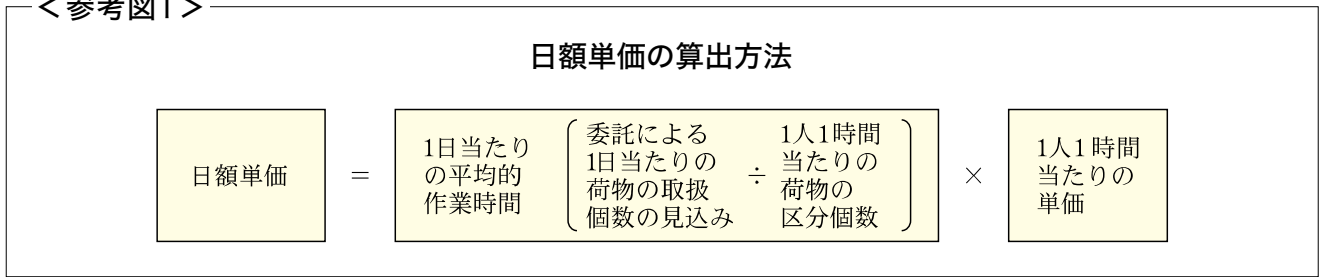 ＜参考図1＞
日額単価の算出方法
日額単価 = 1日当たりの平均的作業時間 (委託による1日当たりの荷物の取扱個数の見込み ÷ 1人1時間当たりの荷物の区分個数) × 1人1時間当たりの単価